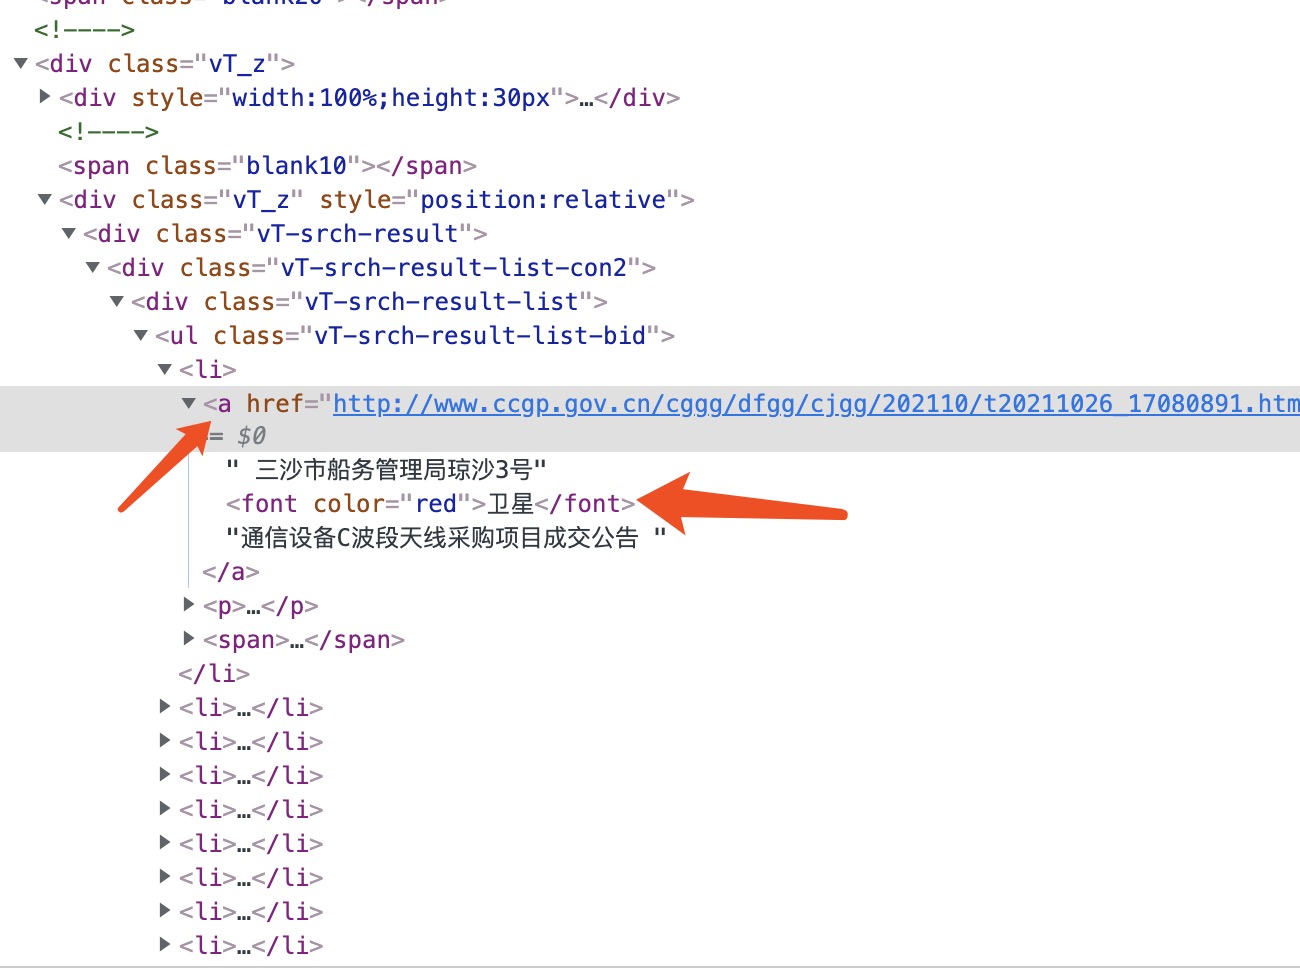 <!---->
<div class="vT_z">
<div style="width:100%;height:30px">…</div>
<!---->
<span class="blank10"></span>
<div class="vT_z" style="position:relative">
<div class="vT-srch-result">
<div class="vT-srch-result-list-con2">
<div class="vT-srch-result-list">
<ul class="vT-srch-result-list-bid">
<li>
<a href="http://www.ccgp.gov.cn/cggg/dfgg/cjgg/202110/t20211026_17080891.htm
== $0
" 三沙市船务管理局琼沙3号"
<font color="red">卫星</font>
"通信设备C波段天线采购项目成交公告 "
</a>
<p>…</p>
<span>…</span>
</li>
<li>…</li>
<li>…</li>
<li>…</li>
<li>…</li>
<li>…</li>
<li>…</li>
<li>…</li>
<li>…</li>